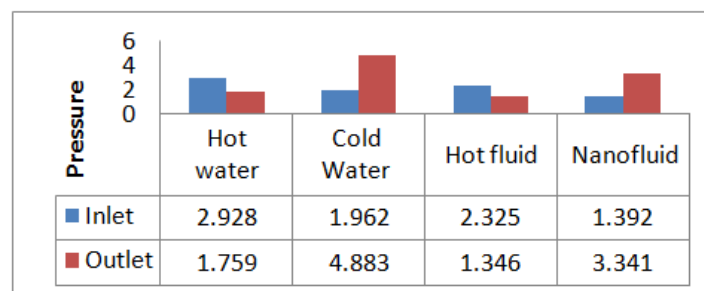 6
4
2
0
Pressure
Hot water
Cold Water
Hot fluid
Nanofluid
Inlet 2.928 1.962 2.325 1.392
Outlet 1.759 4.883 1.346 3.341